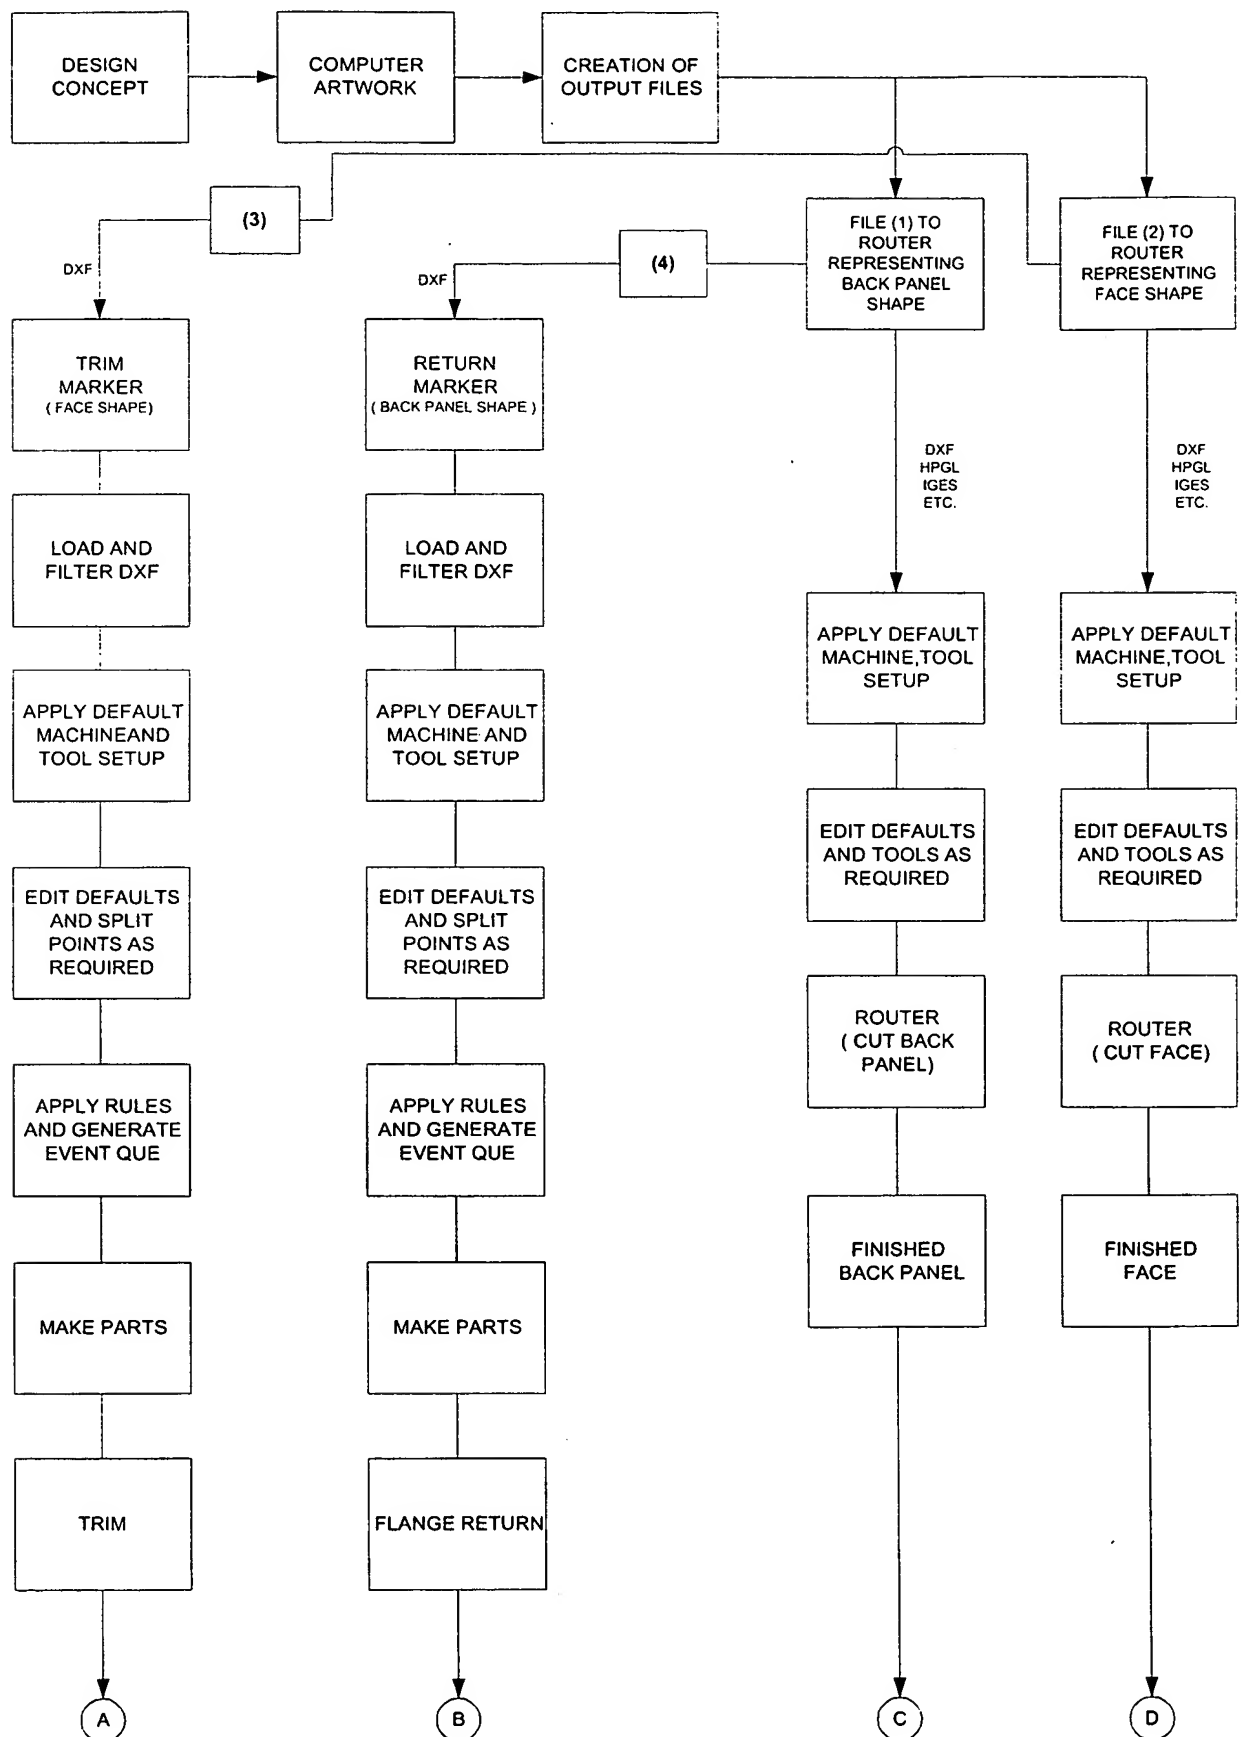 DESIGN
CONCEPT
COMPUTER
ARTWORK
CREATION OF
OUTPUT FILES
(3)
DXF
(4)
DXF
FILE (1) TO
ROUTER
REPRESENTING
BACK PANEL
SHAPE
FILE (2) TO
ROUTER
REPRESENTING
FACE SHAPE
TRIM
MARKER
( FACE SHAPE)
RETURN
MARKER
( BACK PANEL SHAPE )
DXF
HPGL
IGES
ETC.
DXF
HPGL
IGES
ETC.
LOAD AND
FILTER DXF
LOAD AND
FILTER DXF
APPLY DEFAULT
MACHINE,TOOL
SETUP
APPLY DEFAULT
MACHINE,TOOL
SETUP
APPLY DEFAULT
MACHINEAND
TOOL SETUP
APPLY DEFAULT
MACHINE AND
TOOL SETUP
EDIT DEFAULTS
AND TOOLS AS
REQUIRED
EDIT DEFAULTS
AND TOOLS AS
REQUIRED
EDIT DEFAULTS
AND SPLIT
POINTS AS
REQUIRED
EDIT DEFAULTS
AND SPLIT
POINTS AS
REQUIRED
ROUTER
( CUT BACK
PANEL)
ROUTER
( CUT FACE)
APPLY RULES
AND GENERATE
EVENT QUE
APPLY RULES
AND GENERATE
EVENT QUE
FINISHED
BACK PANEL
FINISHED
FACE
MAKE PARTS
MAKE PARTS
TRIM
FLANGE RETURN
A
B
C
D